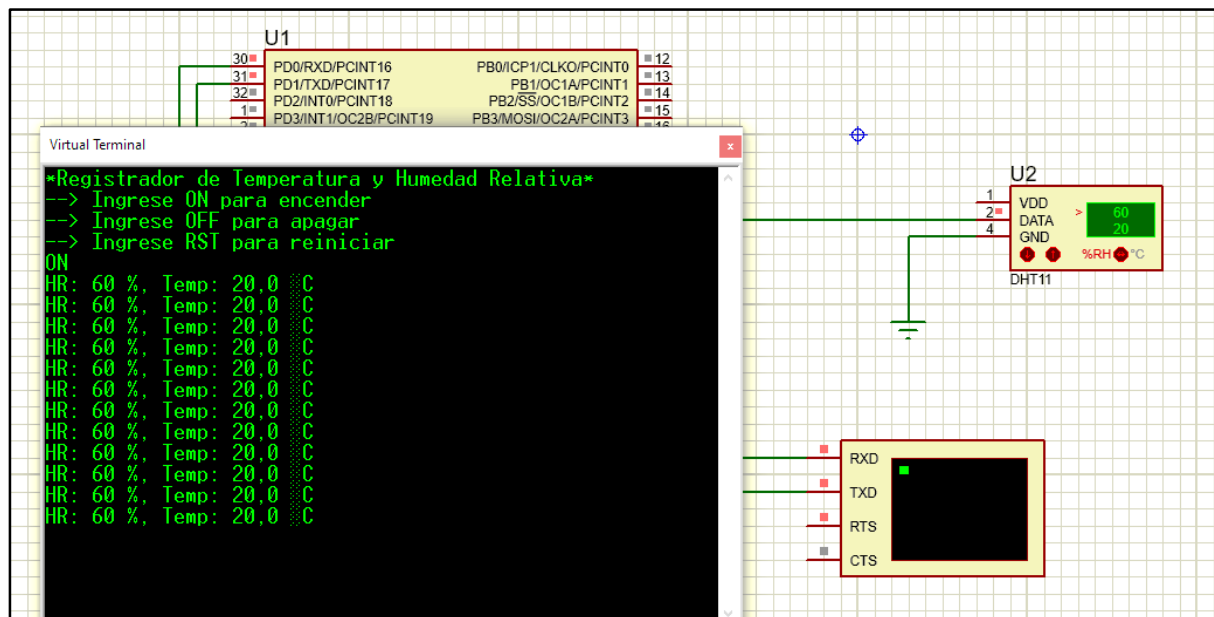 U1
30
31
32
1
PD0/RXD/PCINT16
PD1/TXD/PCINT17
PD2/INT0/PCINT18
PD3/INT1/OC2B/PCINT19
PB0/ICP1/CLKO/PCINT0
PB1/OC1A/PCINT1
PB2/SS/OC1B/PCINT2
PB3/MOSI/OC2A/PCINT3
12
13
14
15
16
Virtual Terminal
x
*Registrador de Temperatura y Humedad Relativa*
--> Ingrese ON para encender
--> Ingrese OFF para apagar
--> Ingrese RST para reiniciar
ON
HR: 60 %, Temp: 20,0 ░C
HR: 60 %, Temp: 20,0 ░C
HR: 60 %, Temp: 20,0 ░C
HR: 60 %, Temp: 20,0 ░C
HR: 60 %, Temp: 20,0 ░C
HR: 60 %, Temp: 20,0 ░C
HR: 60 %, Temp: 20,0 ░C
HR: 60 %, Temp: 20,0 ░C
HR: 60 %, Temp: 20,0 ░C
HR: 60 %, Temp: 20,0 ░C
HR: 60 %, Temp: 20,0 ░C
HR: 60 %, Temp: 20,0 ░C
U2
1
2
4
VDD
DATA
GND
>
60
20
%RH
°C
DHT11
RXD
TXD
RTS
CTS